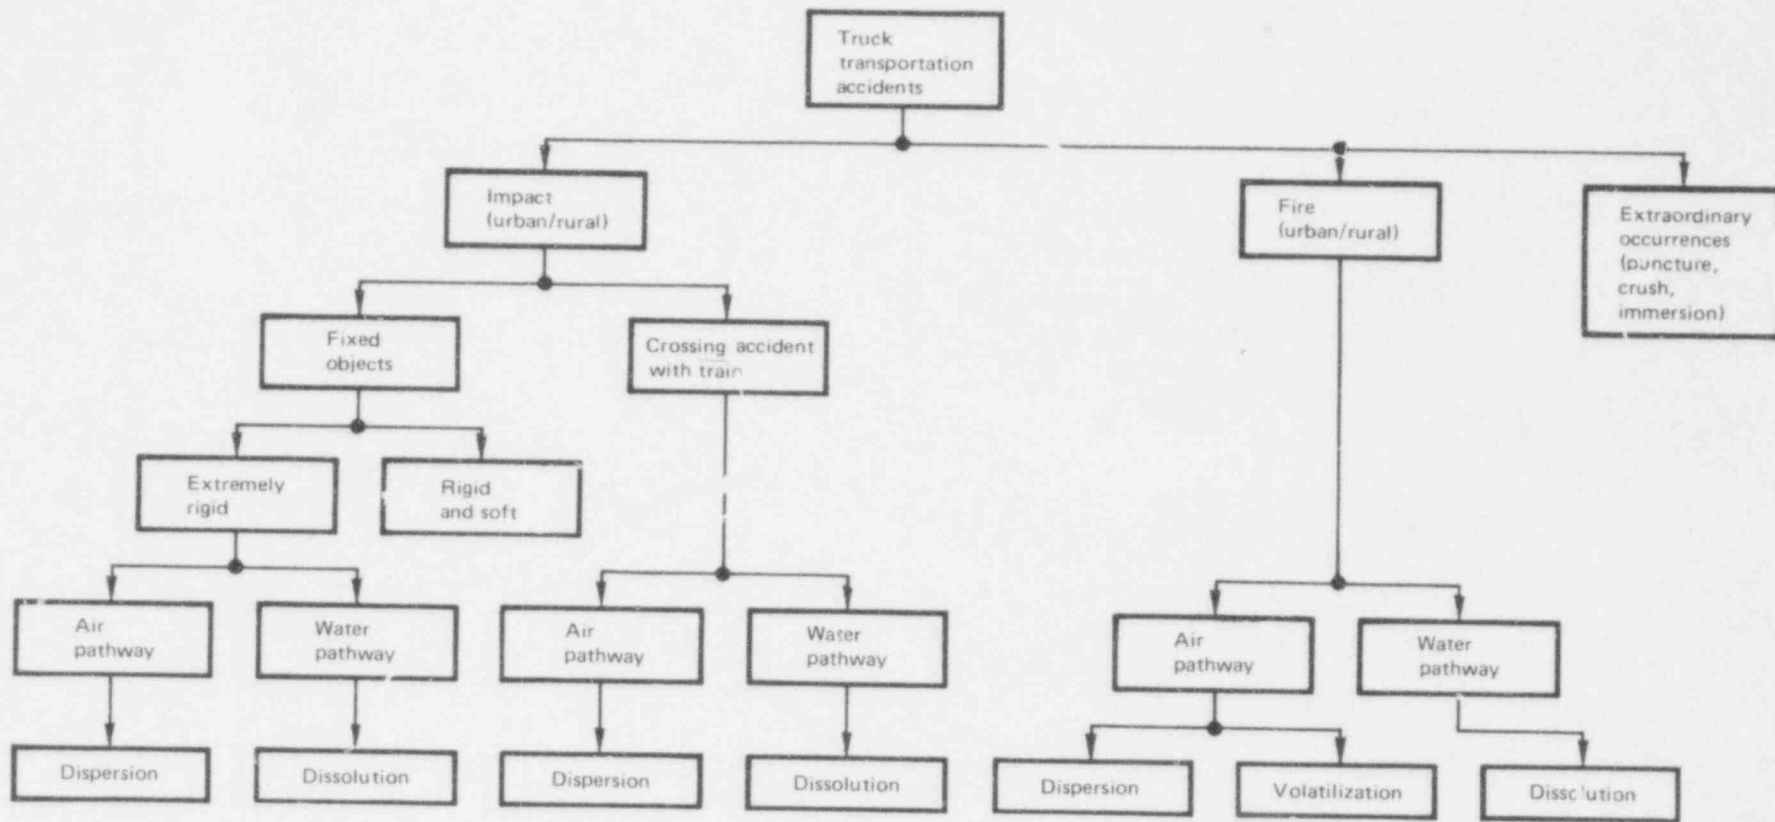 Truck
transportation
accidents
Impact
(urban/rural)
Fire
(urban/rural)
Extraordinary
occurrences
(puncture,
crush,
immersion)
Fixed
objects
Crossing accident
with train
Extremely
rigid
Rigid
and soft
Air
pathway
Water
pathway
Air
pathway
Water
pathway
Air
pathway
Water
pathway
Dispersion
Dissolution
Dispersion
Dissolution
Dispersion
Volatilization
Dissolution